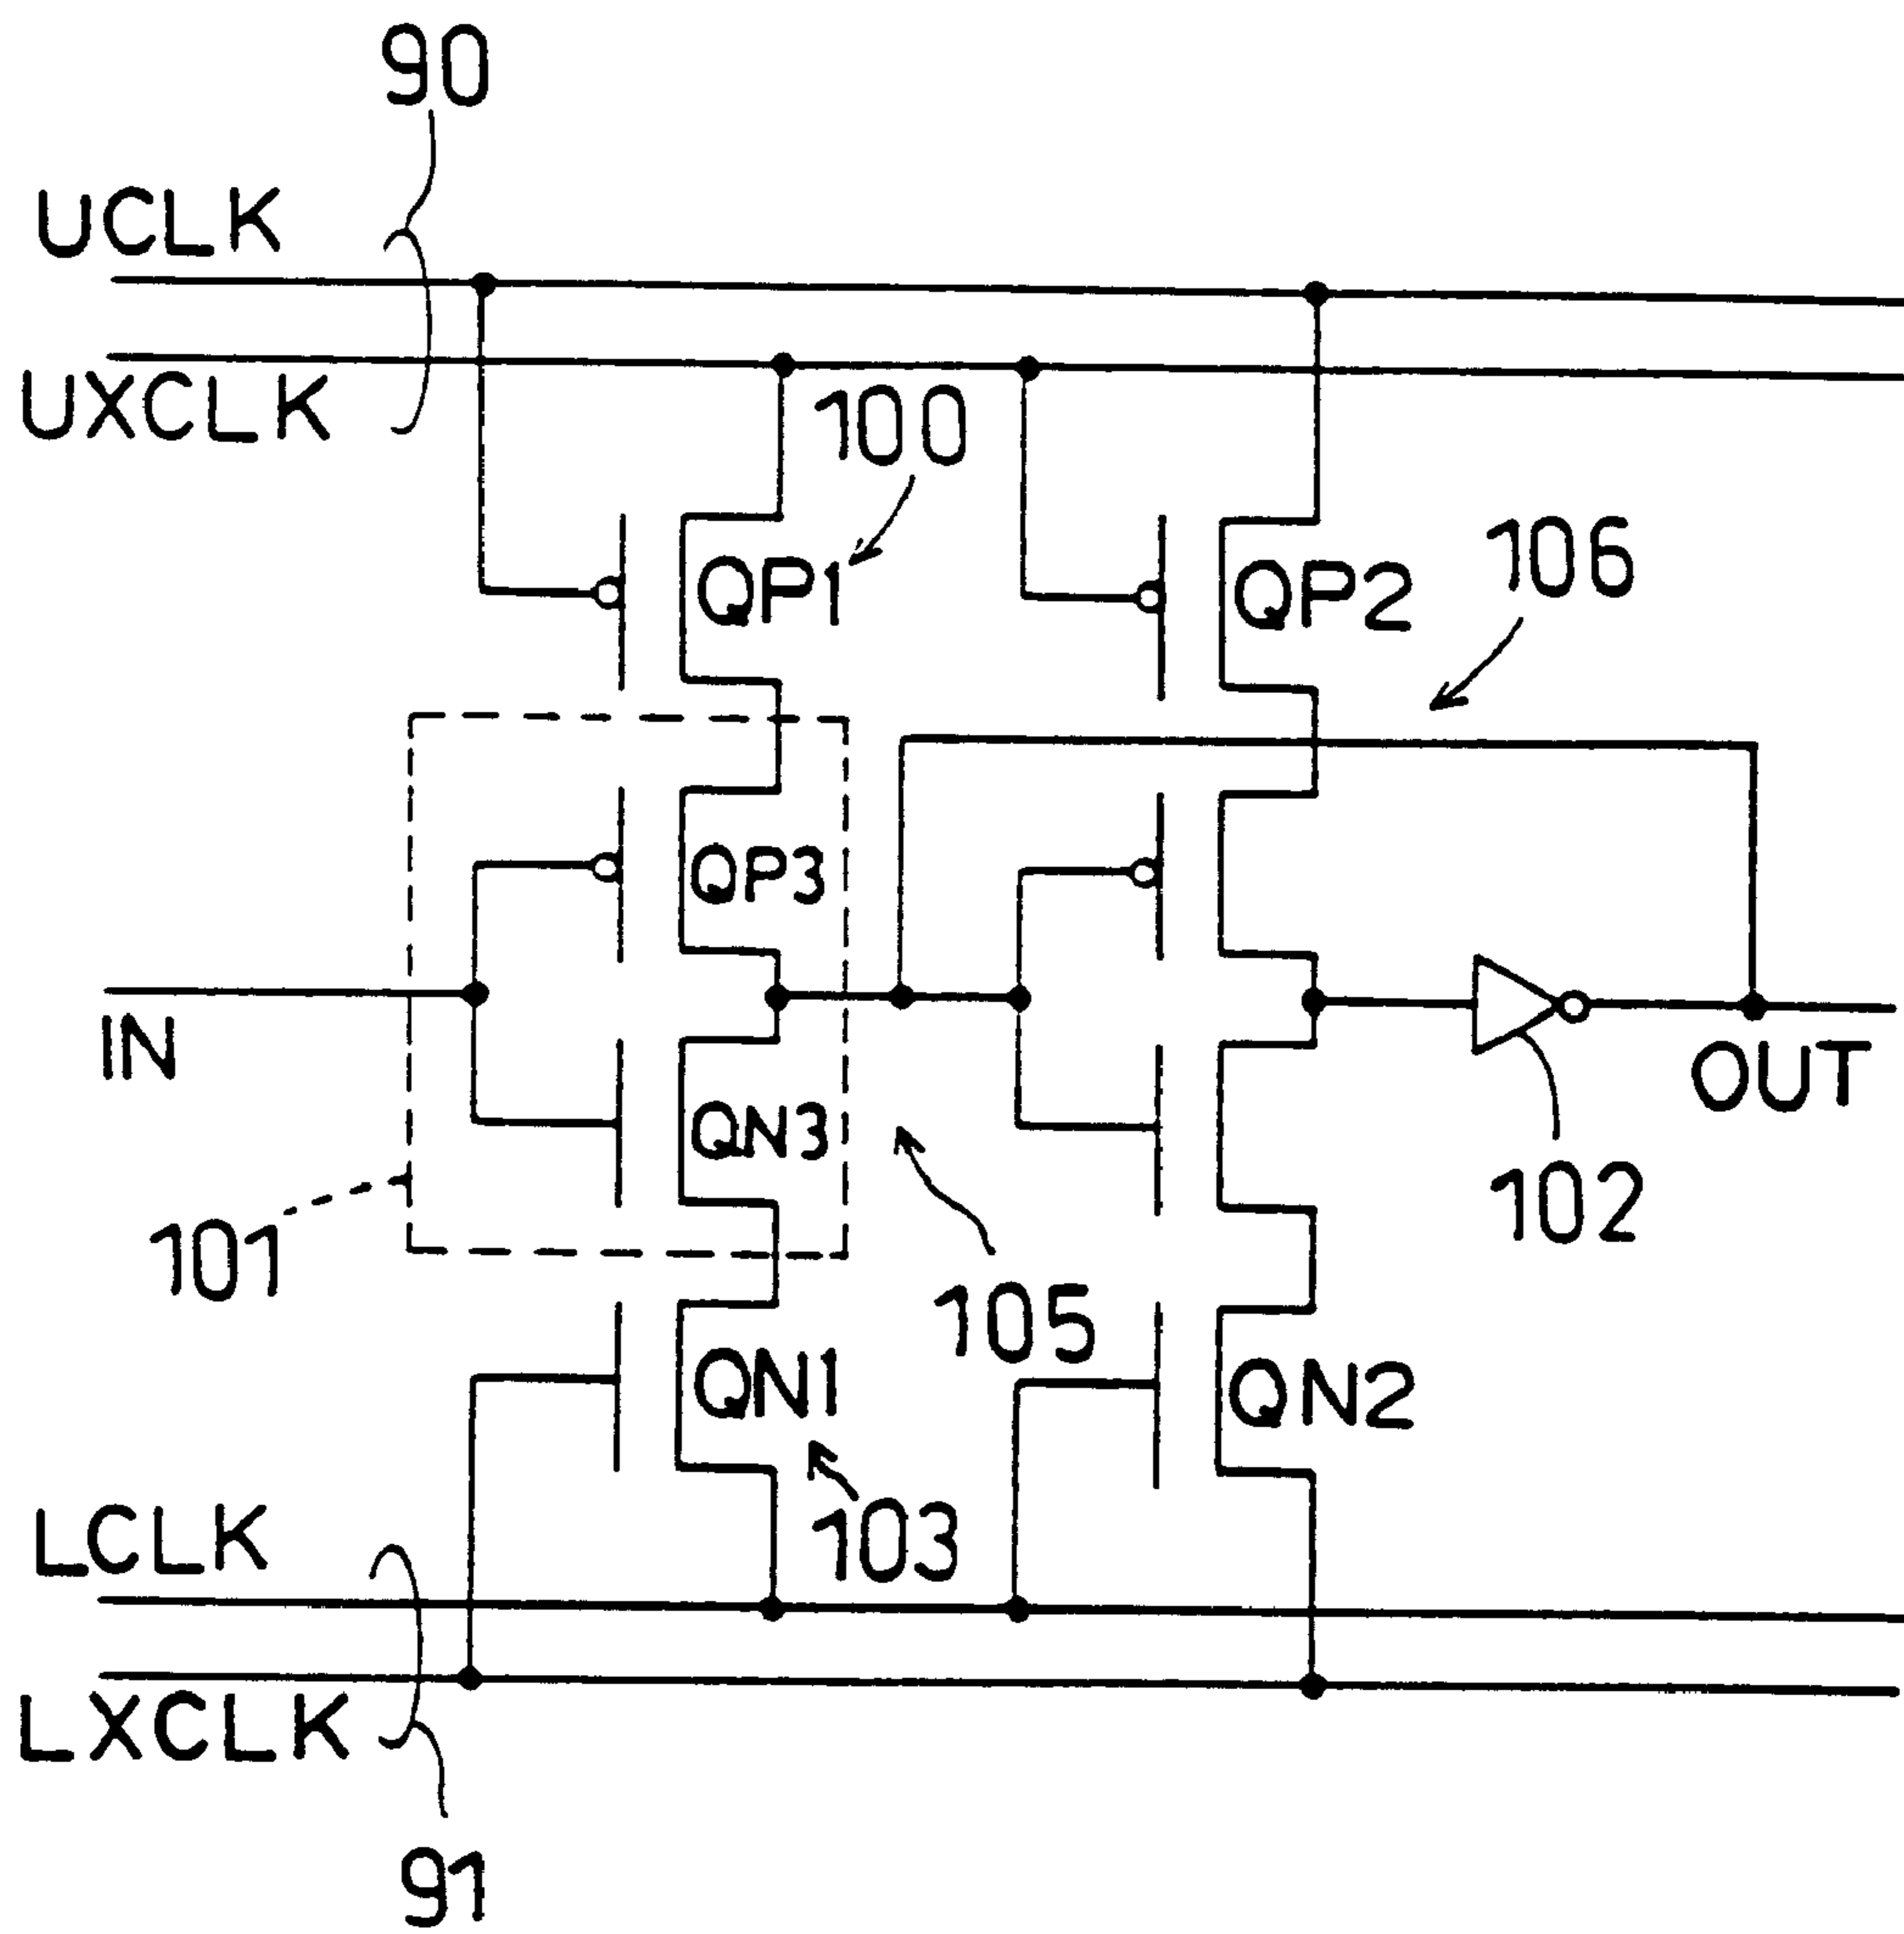 90
UCLK
UXCLK
100
QP1
QP2
106
QP3
IN
QN3
OUT
101
102
105
QN1
QN2
LCLK
103
LXCLK
91